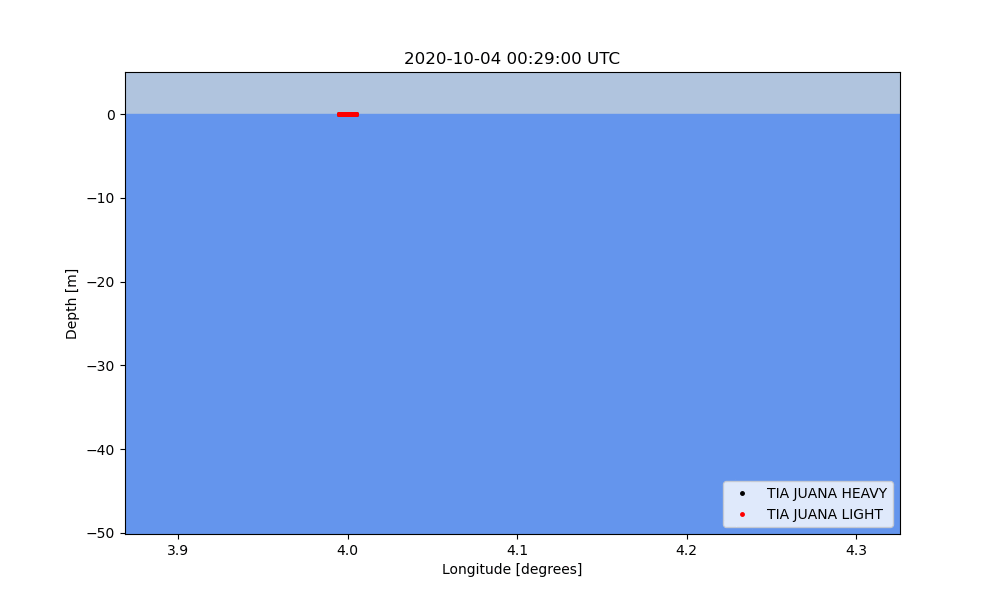 2020-10-04 00:29:00 UTC
0
−10
−20
−30
−40
−50
Depth [m]
3.9
4.0
4.1
4.2
4.3
Longitude [degrees]
TIA JUANA HEAVY
TIA JUANA LIGHT